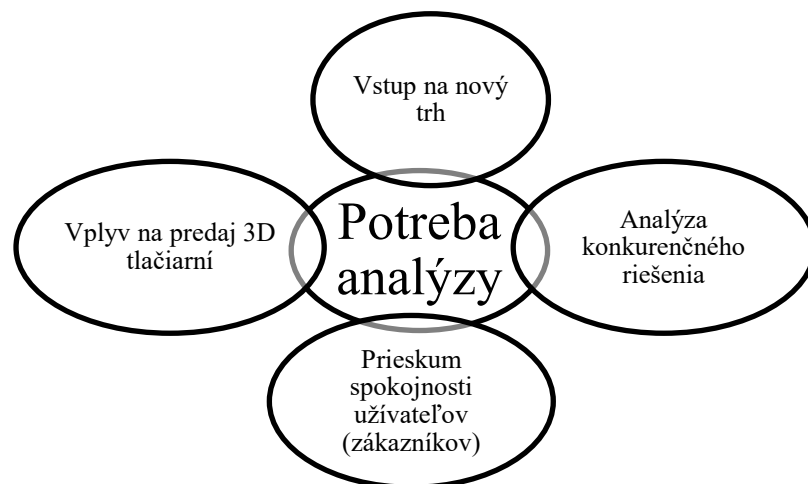 Vstup na nový
trh
Vplyv na predaj 3D
tlačiarní
Potreba
analýzy
Analýza
konkurenčného
riešenia
Prieskum
spokojnosti
užívateľov
(zákazníkov)